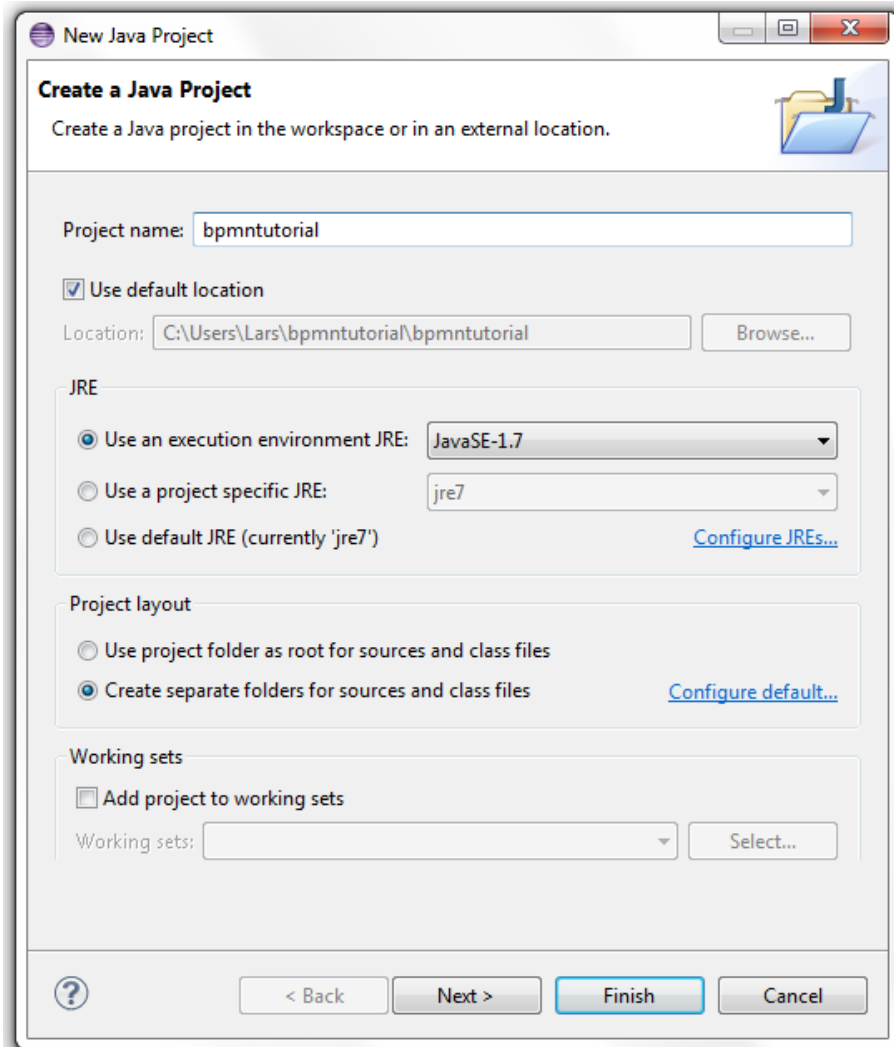 New Java Project
Create a Java Project
Create a Java project in the workspace or in an external location.
Project name: bpmntutorial
Use default location
Location: C:\Users\Lars\bpmntutorial\bpmntutorial Browse...
JRE
Use an execution environment JRE: JavaSE-1.7
Use a project specific JRE: jre7
Use default JRE (currently 'jre7') Configure JREs...
Project layout
Use project folder as root for sources and class files
Create separate folders for sources and class files Configure default...
Working sets
Add project to working sets
Working sets: Select...
? < Back Next > Finish Cancel